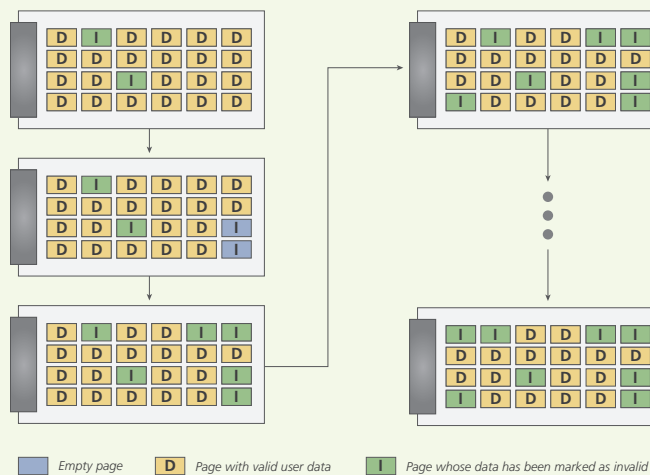 D I D D D D
D D D D D D
D D I D D D
D D D D D D
D I D D D D
D D D D D D
D D I D D I
D D D D D I
D I D D I I
D D D D D D
D D I D D I
D D D D D I
D I D D I I
D D D D D D
D D I D D I
I D D D D I
I I D D I I
D D D D D D
D D I D D I
I D D D D I
Empty page
D Page with valid user data
I Page whose data has been marked as invalid